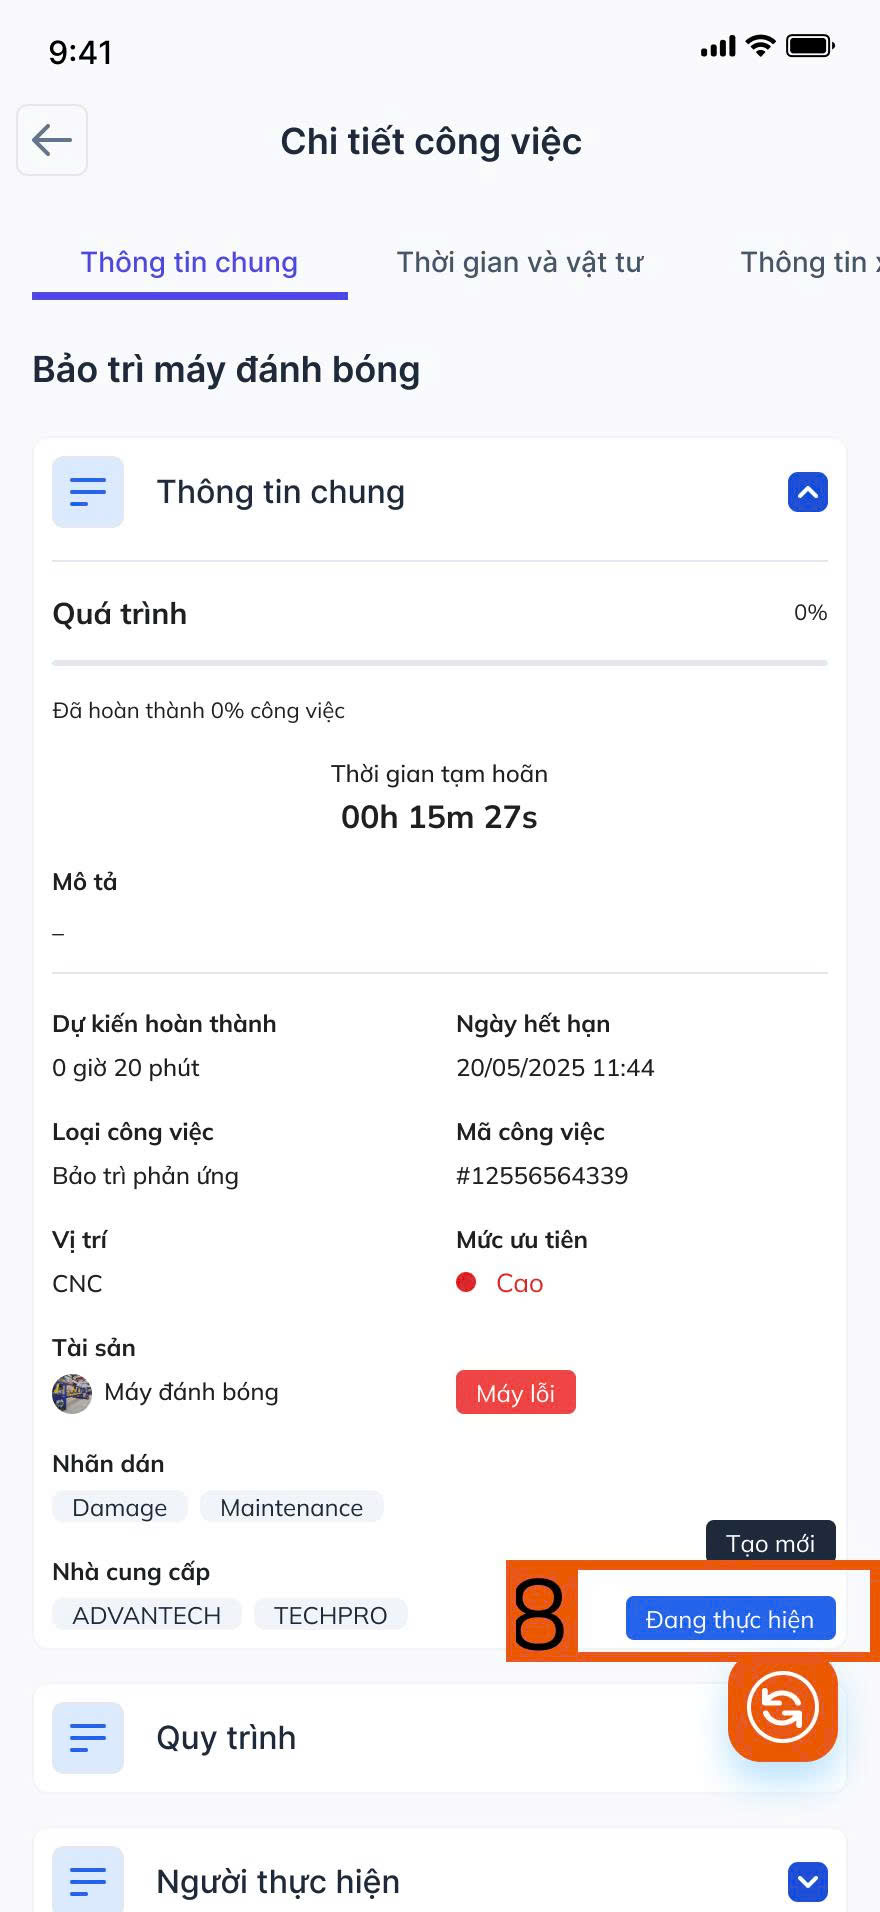 9:41
Chi tiết công việc
Thông tin chung Thời gian và vật tư Thông tin
Bảo trì máy đánh bóng
Thông tin chung
Quá trình 0%
Đã hoàn thành 0% công việc
Thời gian tạm hoãn
00h 15m 27s
Mô tả
–
Dự kiến hoàn thành Ngày hết hạn
0 giờ 20 phút 20/05/2025 11:44
Loại công việc Mã công việc
Bảo trì phản ứng #12556564339
Vị trí Mức ưu tiên
CNC Cao
Tài sản
Máy đánh bóng Máy lỗi
Nhãn dán
Damage Maintenance
Tạo mới
Nhà cung cấp
ADVANTECH TECHPRO
8 Đang thực hiện
Quy trình
Người thực hiện